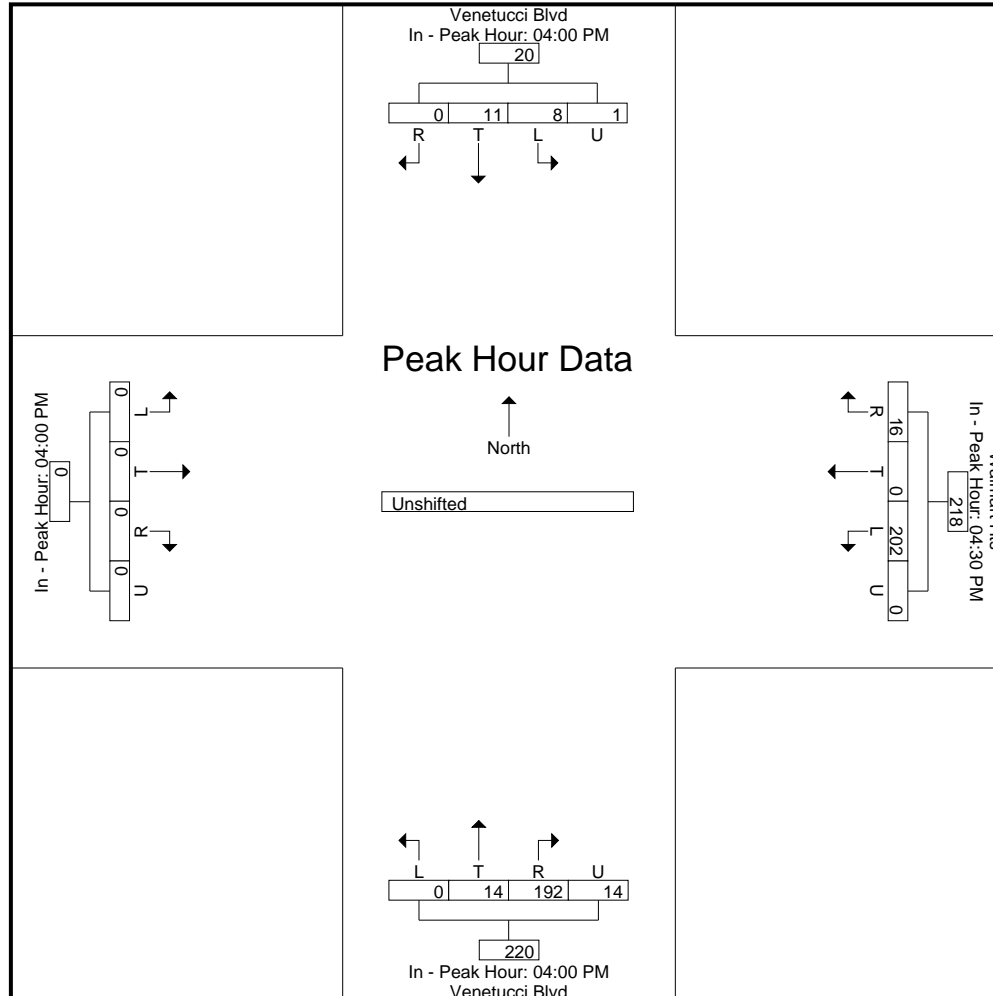 Venetucci Blvd
In - Peak Hour: 04:00 PM
20
0 11 8 1
R T L U
Peak Hour Data
North
Unshifted
In - Peak Hour: 04:00 PM
0
0 0 0 0
L T R U
In - Peak Hour: 04:30 PM
218
16 0 202 0
R T L U
L T R U
0 14 192 14
220
In - Peak Hour: 04:00 PM
Venetucci Blvd